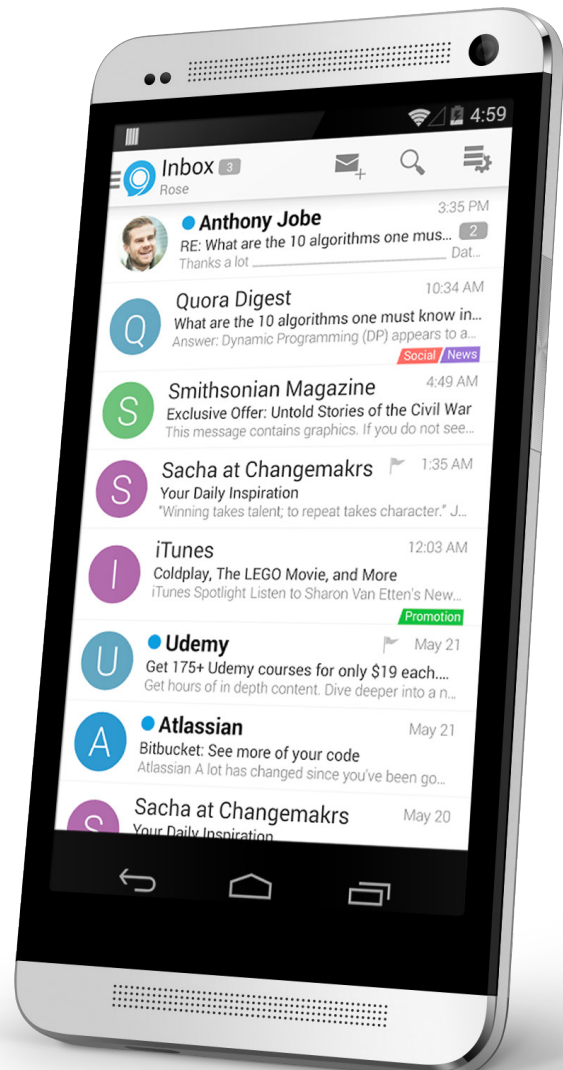 4:59
Inbox 3
Rose
Anthony Jobe 3:35 PM
RE: What are the 10 algorithms one mus... 2
Thanks a lot ____________________ Dat...
Q
Quora Digest 10:34 AM
What are the 10 algorithms one must know in...
Answer: Dynamic Programming (DP) appears to a...
Social News
S
Smithsonian Magazine 4:49 AM
Exclusive Offer: Untold Stories of the Civil War
This message contains graphics. If you do not see...
S
Sacha at Changemakrs 1:35 AM
Your Daily Inspiration
"Winning takes talent; to repeat takes character." J...
I
iTunes 12:03 AM
Coldplay, The LEGO Movie, and More
iTunes Spotlight Listen to Sharon Van Etten's New...
Promotion
U
Udemy May 21
Get 175+ Udemy courses for only $19 each....
Get hours of in depth content. Dive deeper into a n...
A
Atlassian May 21
Bitbucket: See more of your code
Atlassian A lot has changed since you've been go...
S
Sacha at Changemakrs May 20
Your Daily Inspiration